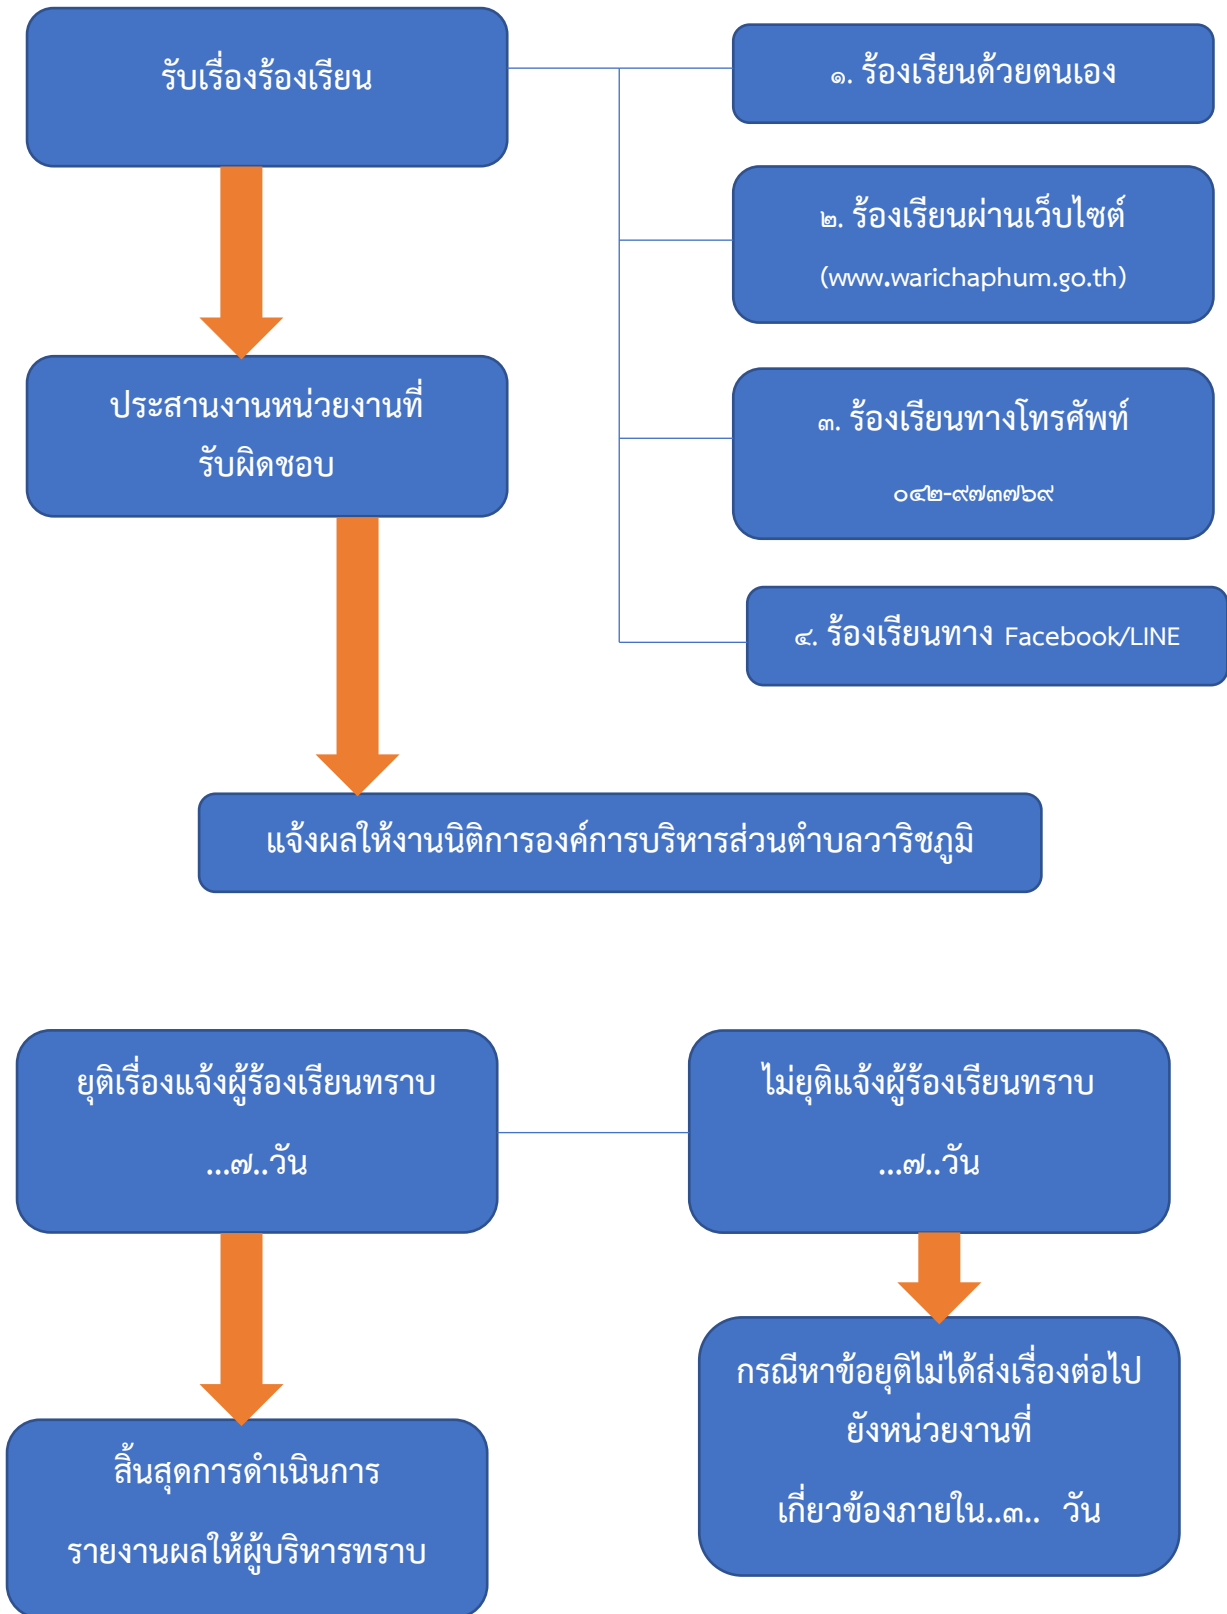 รับเรื่องร้องเรียน
๑. ร้องเรียนด้วยตนเอง
๒. ร้องเรียนผ่านเว็บไซต์
(www.warichaphum.go.th)
ประสานงานหน่วยงานที่
รับผิดชอบ
๓. ร้องเรียนทางโทรศัพท์
๐๔๒-๙๗๓๗๖๙
๔. ร้องเรียนทาง Facebook/LINE
แจ้งผลให้งานนิติการองค์การบริหารส่วนตำบลวาริชภูมิ
ยุติเรื่องแจ้งผู้ร้องเรียนทราบ
...๗..วัน
ไม่ยุติแจ้งผู้ร้องเรียนทราบ
...๗..วัน
สิ้นสุดการดำเนินการ
รายงานผลให้ผู้บริหารทราบ
กรณีหาข้อยุติไม่ได้ส่งเรื่องต่อไป
ยังหน่วยงานที่
เกี่ยวข้องภายใน..๓.. วัน